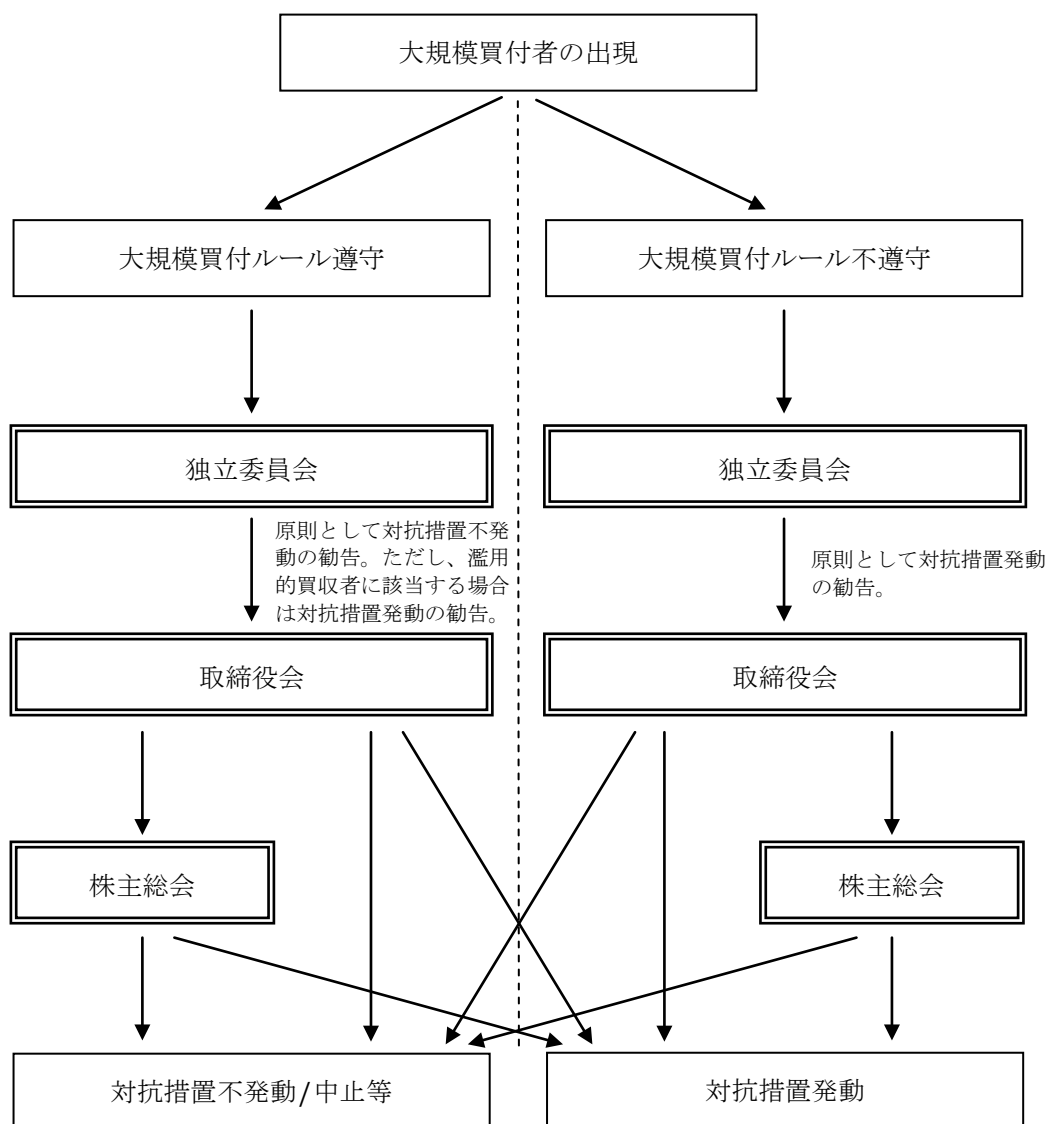 大規模買付者の出現
大規模買付ルール遵守
大規模買付ルール不遵守
独立委員会
独立委員会
原則として対抗措置不発
動の勧告。ただし、濫用
的買収者に該当する場合
は対抗措置発動の勧告。
原則として対抗措置発動
の勧告。
取締役会
取締役会
株主総会
株主総会
対抗措置不発動/中止等
対抗措置発動